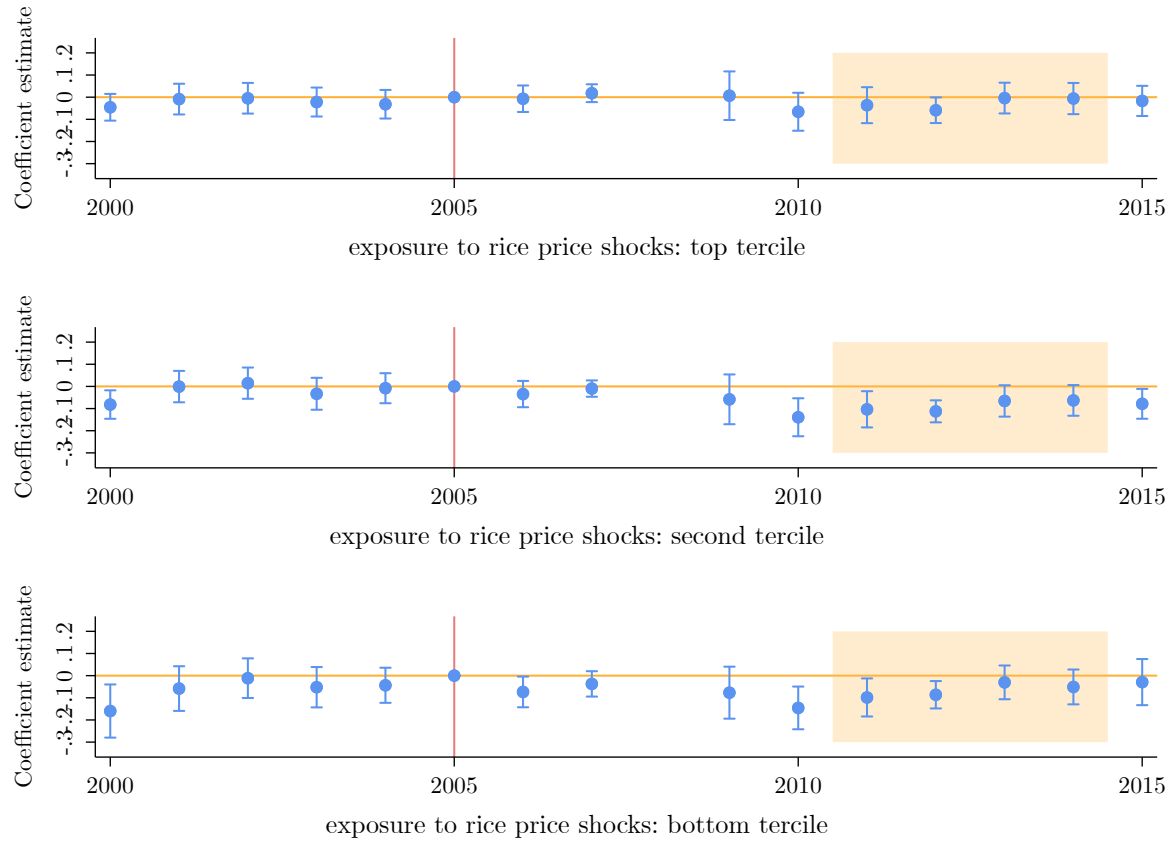 Coefficient estimate
-.3-.2-.1 0 .1 .2
2000 2005 2010 2015
exposure to rice price shocks: top tercile
Coefficient estimate
-.3-.2-.1 0 .1 .2
2000 2005 2010 2015
exposure to rice price shocks: second tercile
Coefficient estimate
-.3-.2-.1 0 .1 .2
2000 2005 2010 2015
exposure to rice price shocks: bottom tercile